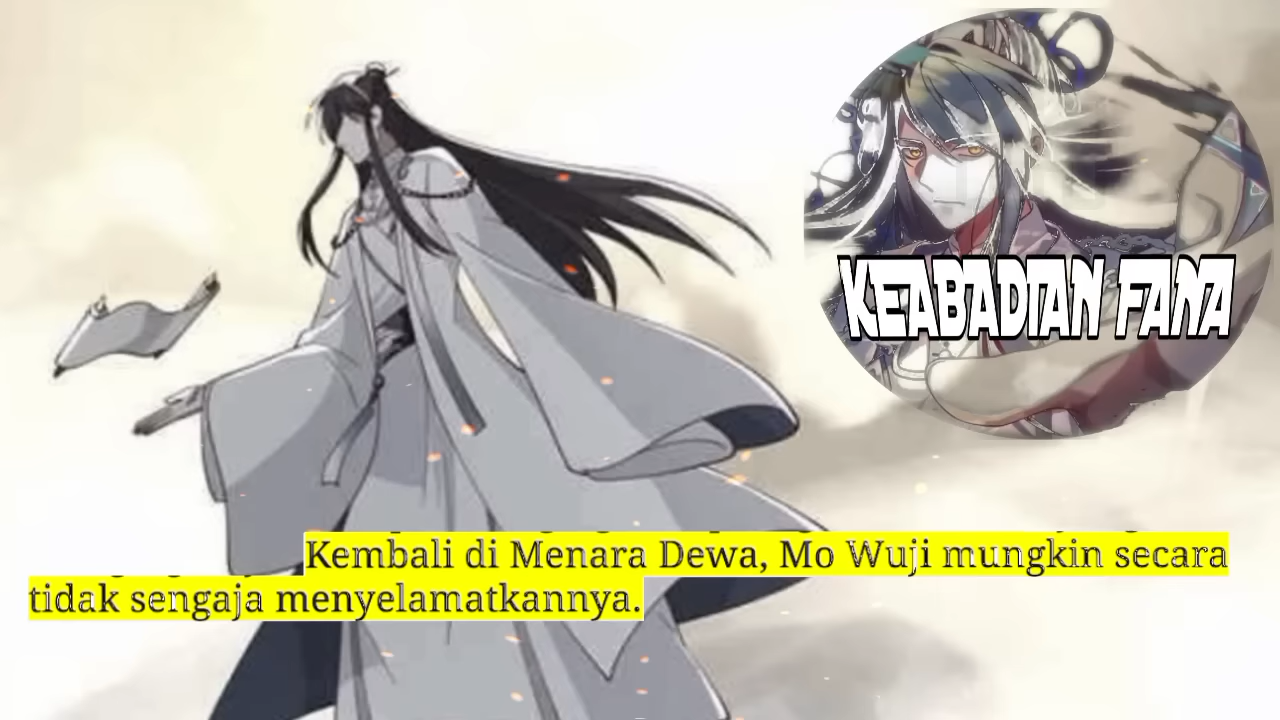 KEABADIAN FANA
Kembali di Menara Dewa, Mo Wuji mungkin secara
tidak sengaja menyelamatkannya.